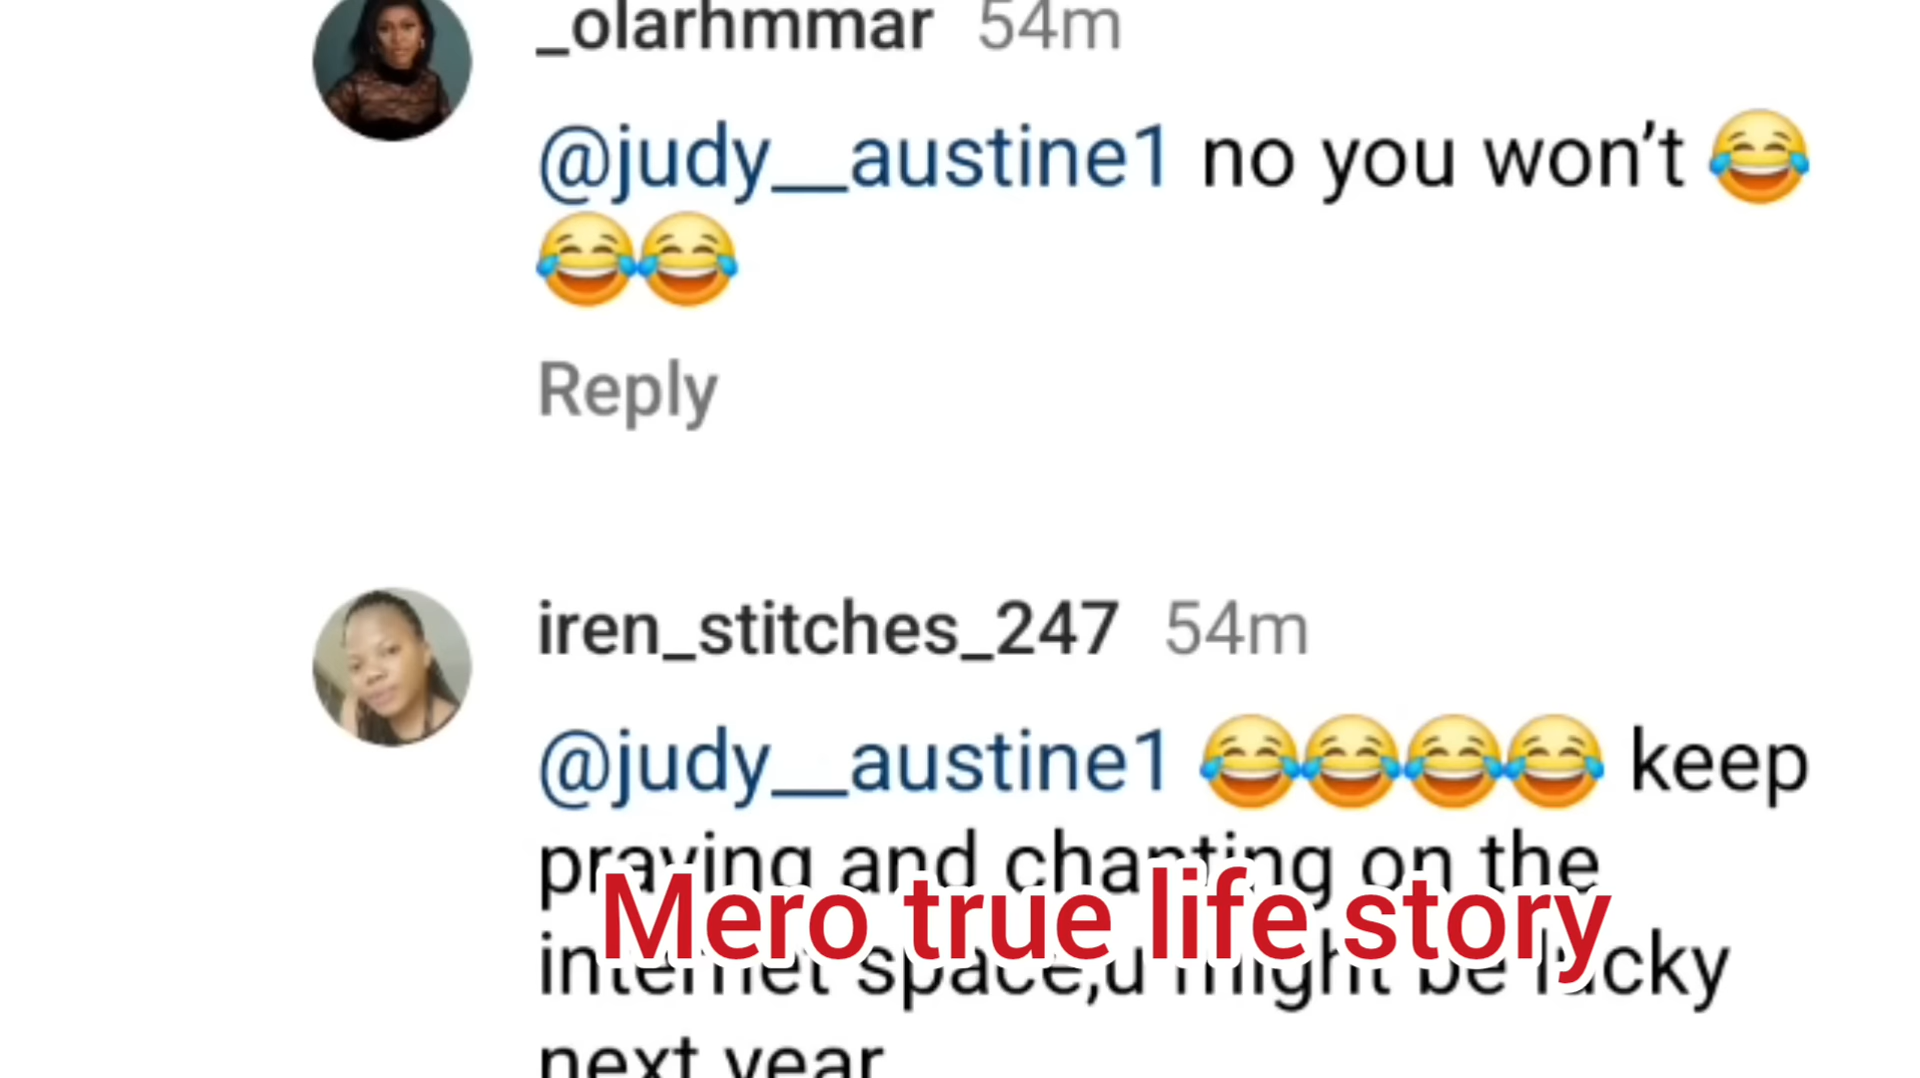 _olarhmmar 54m
@judy__austine1 no you won't 😂
😂😂
Reply
iren_stitches_247 54m
@judy__austine1 😂😂😂😂 keep
praying and chanting on the
Mero true life story
internet space,u might be lucky
next year